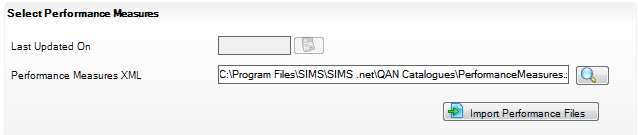 Select Performance Measures
Last Updated On
Performance Measures XML C:\Program Files\SIMS\SIMS .net\QAN Catalogues\PerformanceMeasures.
Import Performance Files